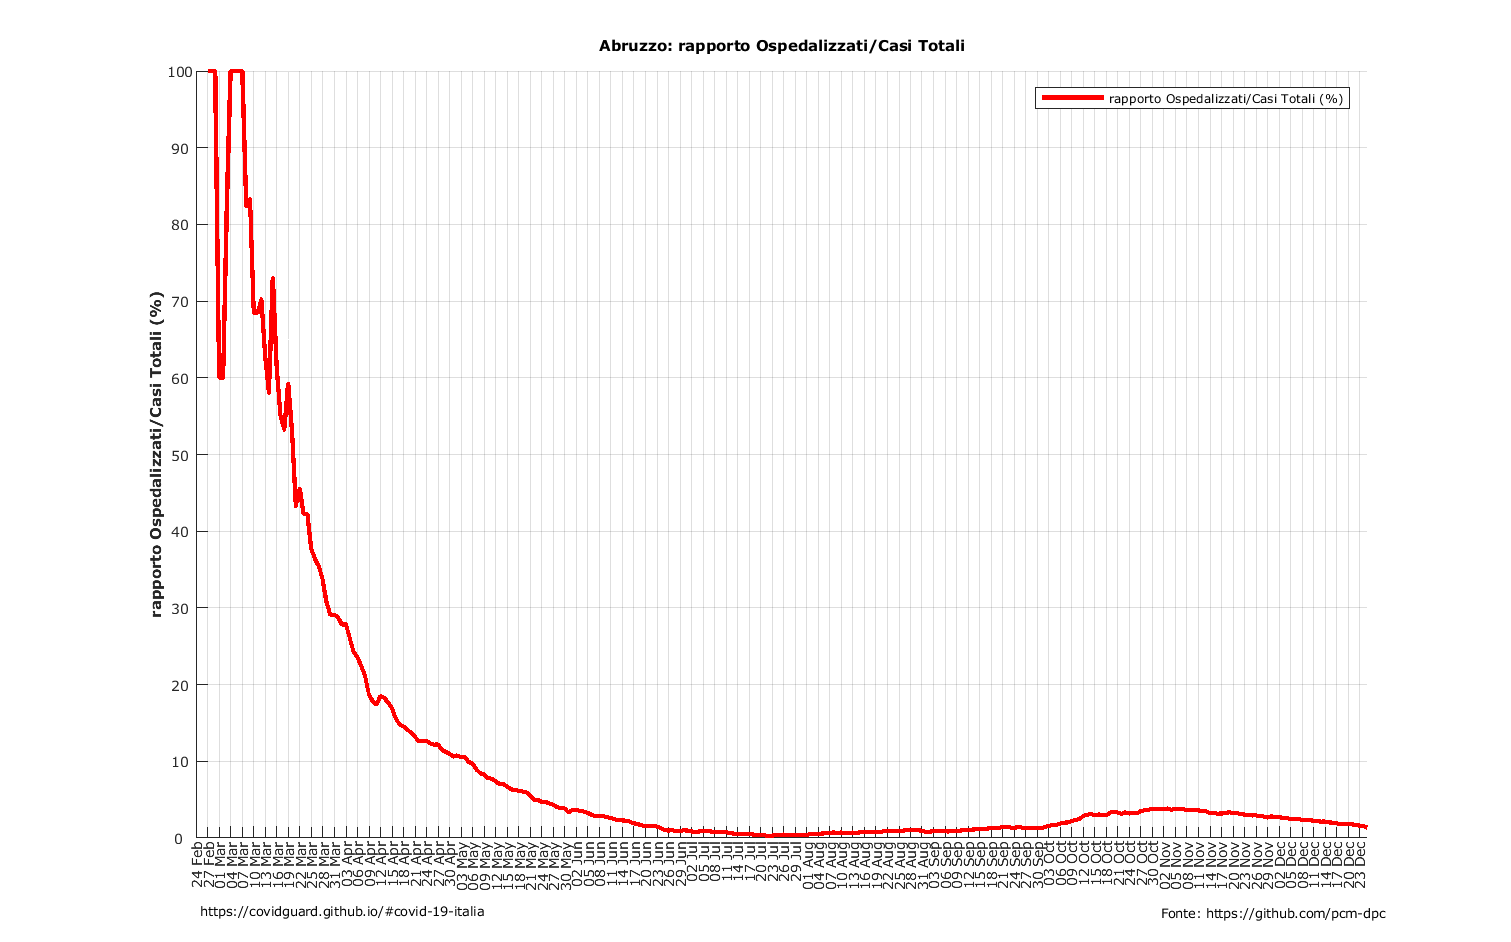 Abruzzo: rapporto Ospedalizzati/Casi Totali
rapporto Ospedalizzati/Casi Totali (%)
rapporto Ospedalizzati/Casi Totali (%)
100
90
80
70
60
50
40
30
20
10
0
24 Feb
27 Feb
01 Mar
04 Mar
07 Mar
10 Mar
13 Mar
16 Mar
19 Mar
22 Mar
25 Mar
28 Mar
31 Mar
03 Apr
06 Apr
09 Apr
12 Apr
15 Apr
18 Apr
21 Apr
24 Apr
27 Apr
30 Apr
03 May
06 May
09 May
12 May
15 May
18 May
21 May
24 May
27 May
30 May
02 Jun
05 Jun
08 Jun
11 Jun
14 Jun
17 Jun
20 Jun
23 Jun
26 Jun
29 Jun
02 Jul
05 Jul
08 Jul
11 Jul
14 Jul
17 Jul
20 Jul
23 Jul
26 Jul
29 Jul
01 Aug
04 Aug
07 Aug
10 Aug
13 Aug
16 Aug
19 Aug
22 Aug
25 Aug
28 Aug
31 Aug
03 Sep
06 Sep
09 Sep
12 Sep
15 Sep
18 Sep
21 Sep
24 Sep
27 Sep
30 Sep
03 Oct
06 Oct
09 Oct
12 Oct
15 Oct
18 Oct
21 Oct
24 Oct
27 Oct
30 Oct
02 Nov
05 Nov
08 Nov
11 Nov
14 Nov
17 Nov
20 Nov
23 Nov
26 Nov
29 Nov
02 Dec
05 Dec
08 Dec
11 Dec
14 Dec
17 Dec
20 Dec
23 Dec
https://covidguard.github.io/#covid-19-italia
Fonte: https://github.com/pcm-dpc